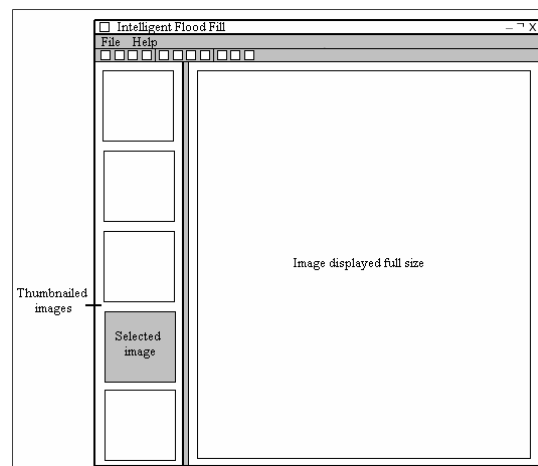 Intelligent Flood Fill
File Help
Image displayed full size
Thumbnailed
images
Selected
image